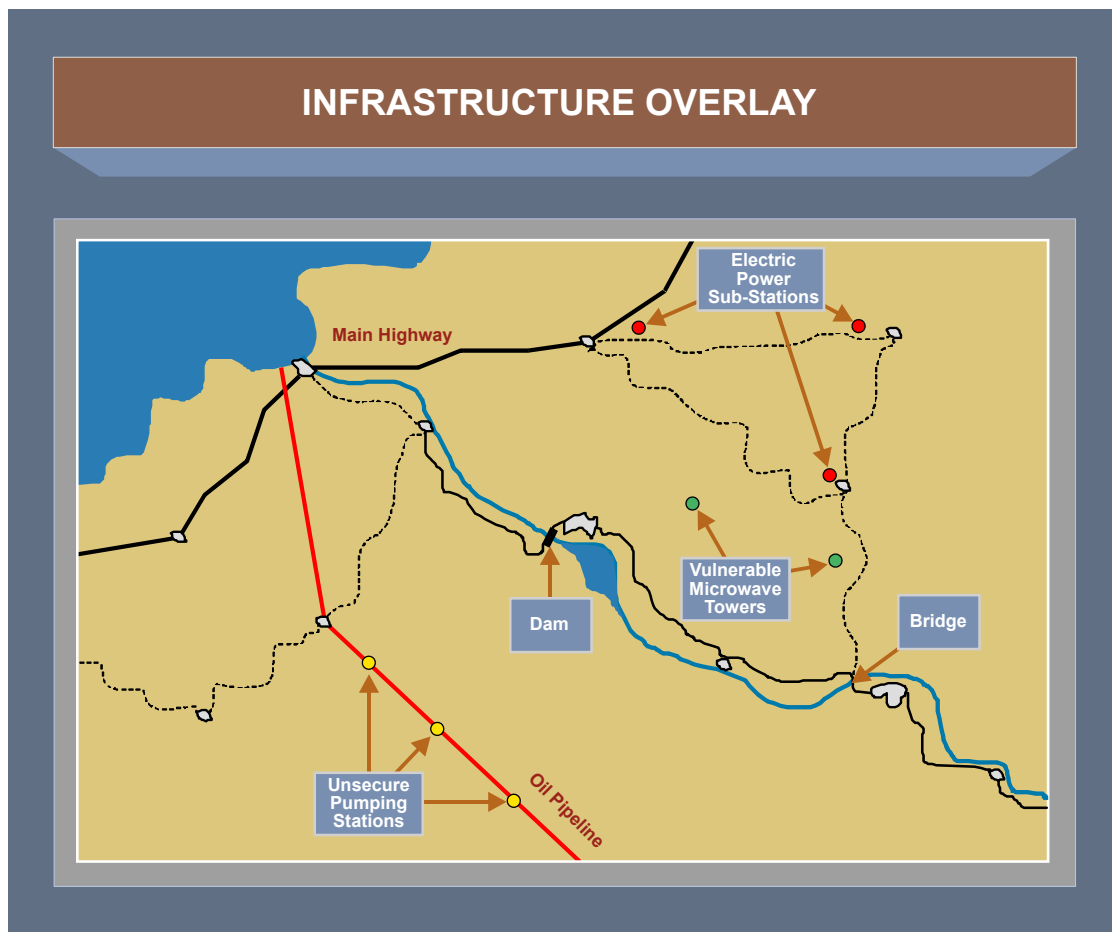 INFRASTRUCTURE OVERLAY
Electric
Power
Sub-Stations
Main Highway
Vulnerable
Microwave
Towers
Dam
Bridge
Unsecure
Pumping
Stations
Oil Pipeline